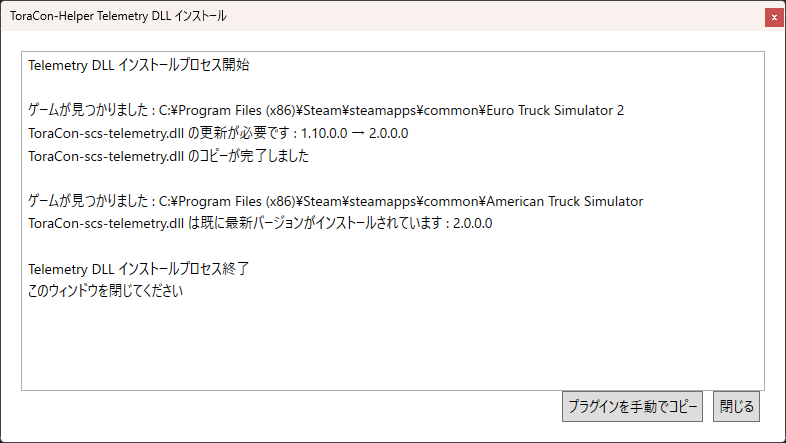 ToraCon-Helper Telemetry DLL インストール
x
Telemetry DLL インストールプロセス開始
ゲームが見つかりました : C:¥Program Files (x86)¥Steam¥steamapps¥common¥Euro Truck Simulator 2
ToraCon-scs-telemetry.dll の更新が必要です : 1.10.0.0 → 2.0.0.0
ToraCon-scs-telemetry.dll のコピーが完了しました
ゲームが見つかりました : C:¥Program Files (x86)¥Steam¥steamapps¥common¥American Truck Simulator
ToraCon-scs-telemetry.dll は既に最新バージョンがインストールされています : 2.0.0.0
Telemetry DLL インストールプロセス終了
このウィンドウを閉じてください
プラグインを手動でコピー
閉じる